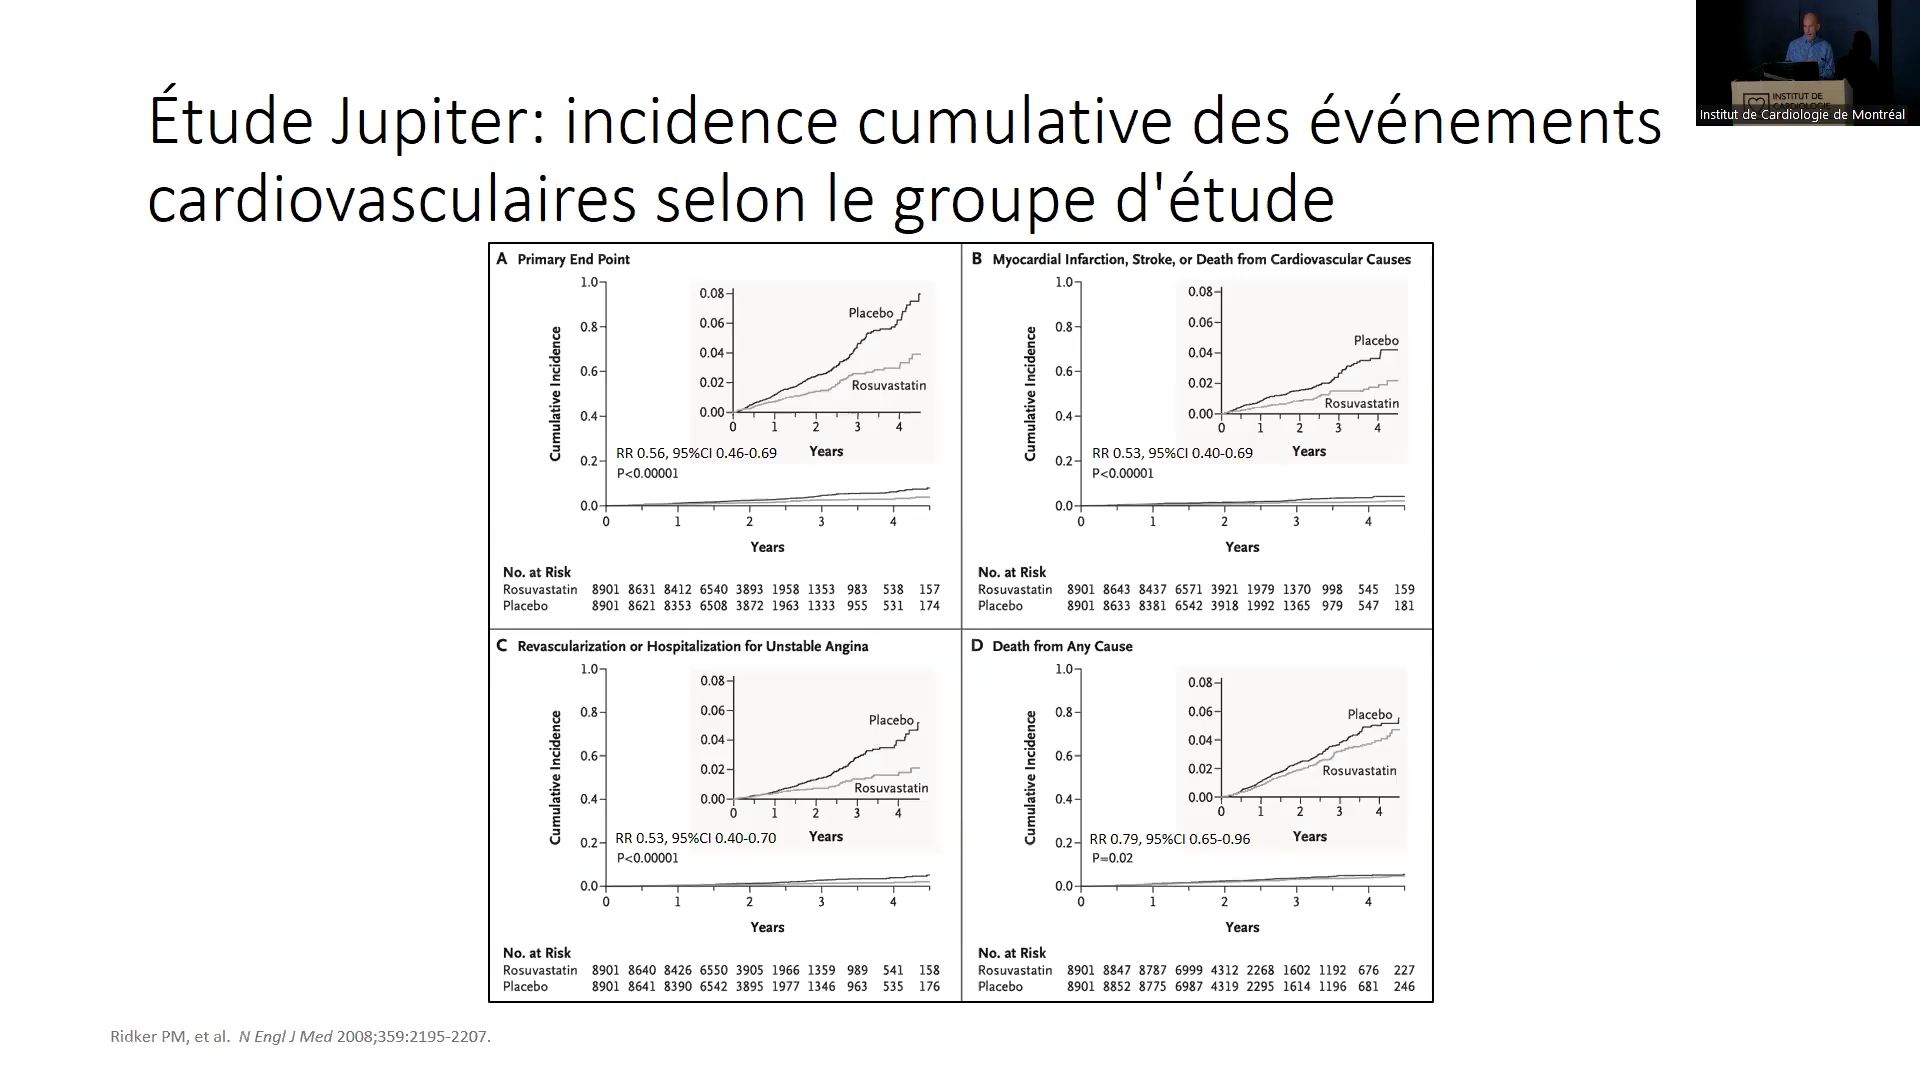 Étude Jupiter: incidence cumulative des événements
cardiovasculaires selon le groupe d'étude
INSTITUT DE
CARDIOLOGIE
Institut de Cardiologie de Montréal
A Primary End Point
Cumulative Incidence
1.0
0.8
0.6
0.4
0.2
0.0
0 1 2 3 4
Years
0.08
0.06
0.04
0.02
0.00
0 1 2 3 4
Years
Placebo
Rosuvastatin
RR 0.56, 95%CI 0.46-0.69
P<0.00001
No. at Risk
Rosuvastatin 8901 8631 8412 6540 3893 1958 1353 983 538 157
Placebo 8901 8621 8353 6508 3872 1963 1333 955 531 174
B Myocardial Infarction, Stroke, or Death from Cardiovascular Causes
Cumulative Incidence
1.0
0.8
0.6
0.4
0.2
0.0
0 1 2 3 4
Years
0.08
0.06
0.04
0.02
0.00
0 1 2 3 4
Years
Placebo
Rosuvastatin
RR 0.53, 95%CI 0.40-0.69
P<0.00001
No. at Risk
Rosuvastatin 8901 8643 8437 6571 3921 1979 1370 998 545 159
Placebo 8901 8633 8381 6542 3918 1992 1365 979 547 181
C Revascularization or Hospitalization for Unstable Angina
Cumulative Incidence
1.0
0.8
0.6
0.4
0.2
0.0
0 1 2 3 4
Years
0.08
0.06
0.04
0.02
0.00
0 1 2 3 4
Years
Placebo
Rosuvastatin
RR 0.53, 95%CI 0.40-0.70
P<0.00001
No. at Risk
Rosuvastatin 8901 8640 8426 6550 3905 1966 1359 989 541 158
Placebo 8901 8641 8390 6542 3895 1977 1346 963 535 176
D Death from Any Cause
Cumulative Incidence
1.0
0.8
0.6
0.4
0.2
0.0
0 1 2 3 4
Years
0.08
0.06
0.04
0.02
0.00
0 1 2 3 4
Years
Placebo
Rosuvastatin
RR 0.79, 95%CI 0.65-0.96
P=0.02
No. at Risk
Rosuvastatin 8901 8847 8787 6999 4312 2268 1602 1192 676 227
Placebo 8901 8852 8775 6987 4319 2295 1614 1196 681 246
Ridker PM, et al. N Engl J Med 2008;359:2195-2207.